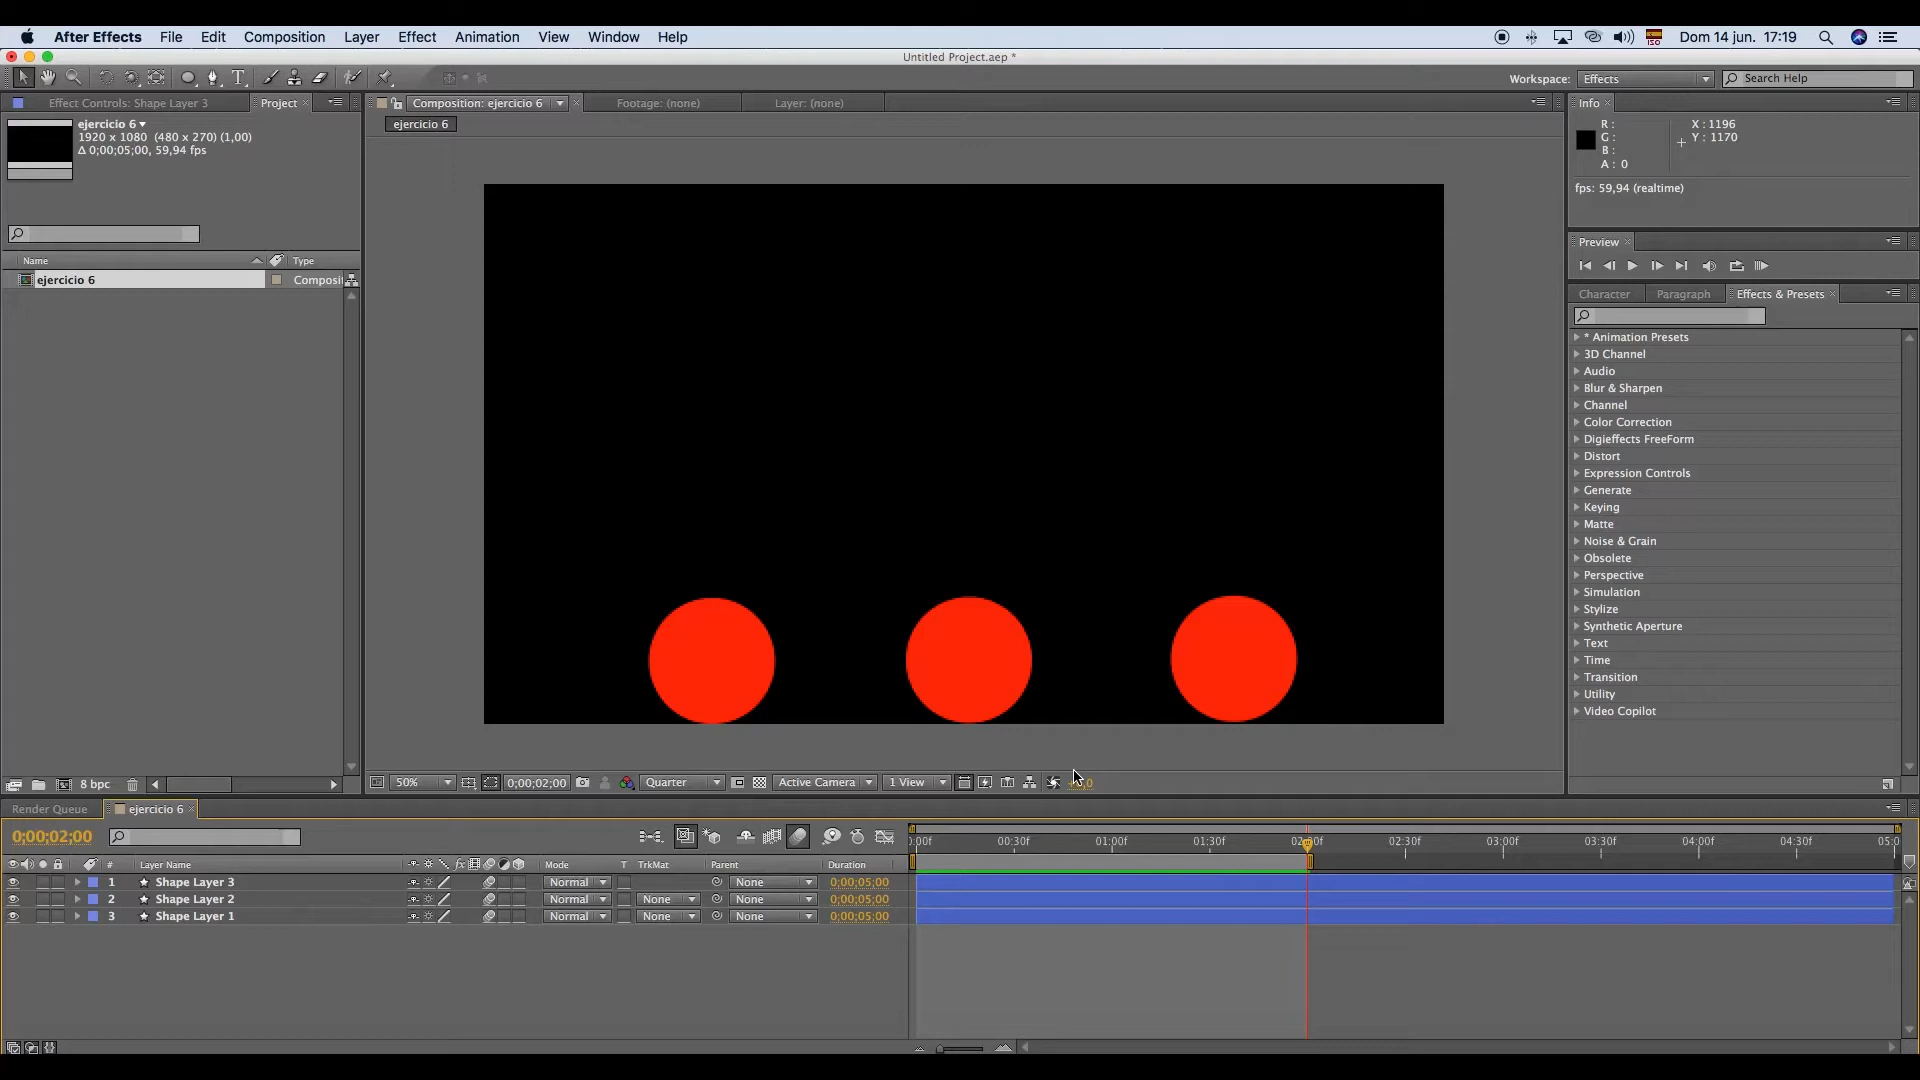 After Effects File Edit Composition Layer Effect Animation View Window Help
ISO
Dom 14 jun. 17:19
Untitled Project.aep *
T
Workspace: Effects
Search Help
Effect Controls: Shape Layer 3
Project
Composition: ejercicio 6
Footage: (none)
Layer: (none)
Info
ejercicio 6
1920 x 1080 (480 x 270) (1,00)
Δ 0;00;05;00, 59,94 fps
ejercicio 6
R :
G :
B :
A : 0
X : 1196
Y : 1170
fps: 59,94 (realtime)
Name
Type
ejercicio 6
Composit
Preview
Character
Paragraph
Effects & Presets
* Animation Presets
3D Channel
Audio
Blur & Sharpen
Channel
Color Correction
Digieffects FreeForm
Distort
Expression Controls
Generate
Keying
Matte
Noise & Grain
Obsolete
Perspective
Simulation
Stylize
Synthetic Aperture
Text
Time
Transition
Utility
Video Copilot
8 bpc
50%
0;00;02;00
Quarter
Active Camera
1 View
Render Queue
ejercicio 6
0;00;02;00
0:00f 00:30f 01:00f 01:30f 02:00f 02:30f 03:00f 03:30f 04:00f 04:30f 05:0
# Layer Name fx Mode T TrkMat Parent Duration
1 Shape Layer 3 Normal None 0;00;05;00
2 Shape Layer 2 Normal None None 0;00;05;00
3 Shape Layer 1 Normal None None 0;00;05;00